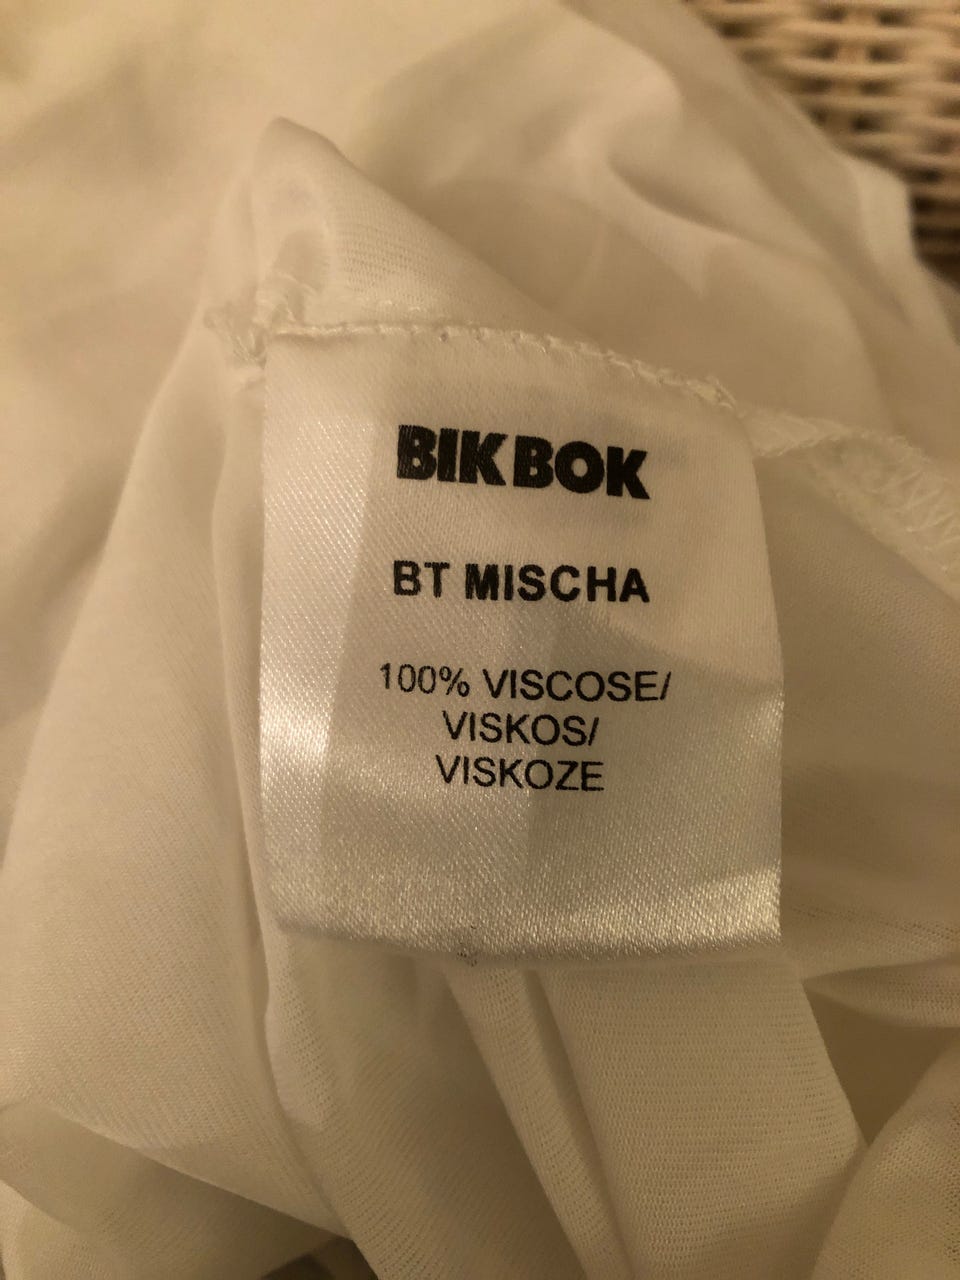 BIK BOK
BT MISCHA
100% VISCOSE/
VISKOS/
VISKOZE